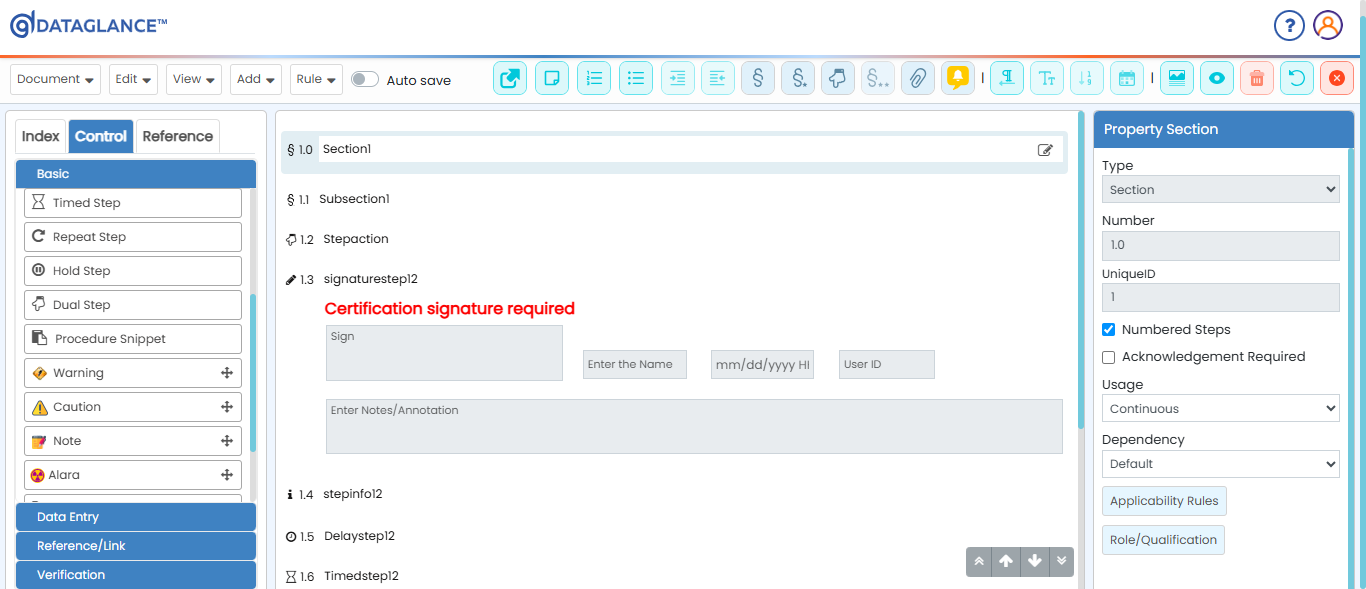 DATAGLANCE™
?
Document Edit View Add Rule Auto save
Index Control Reference
Basic
Timed Step
Repeat Step
Hold Step
Dual Step
Procedure Snippet
Warning
Caution
Note
Alara
Data Entry
Reference/Link
Verification
§ 1.0 Section1
§ 1.1 Subsection1
1.2 Stepaction
1.3 signaturestep12
Certification signature required
Sign
Enter the Name mm/dd/yyyy HI User ID
Enter Notes/Annotation
1.4 stepinfo12
1.5 Delaystep12
1.6 Timedstep12
Property Section
Type
Section
Number
1.0
UniqueID
1
Numbered Steps
Acknowledgement Required
Usage
Continuous
Dependency
Default
Applicability Rules
Role/Qualification